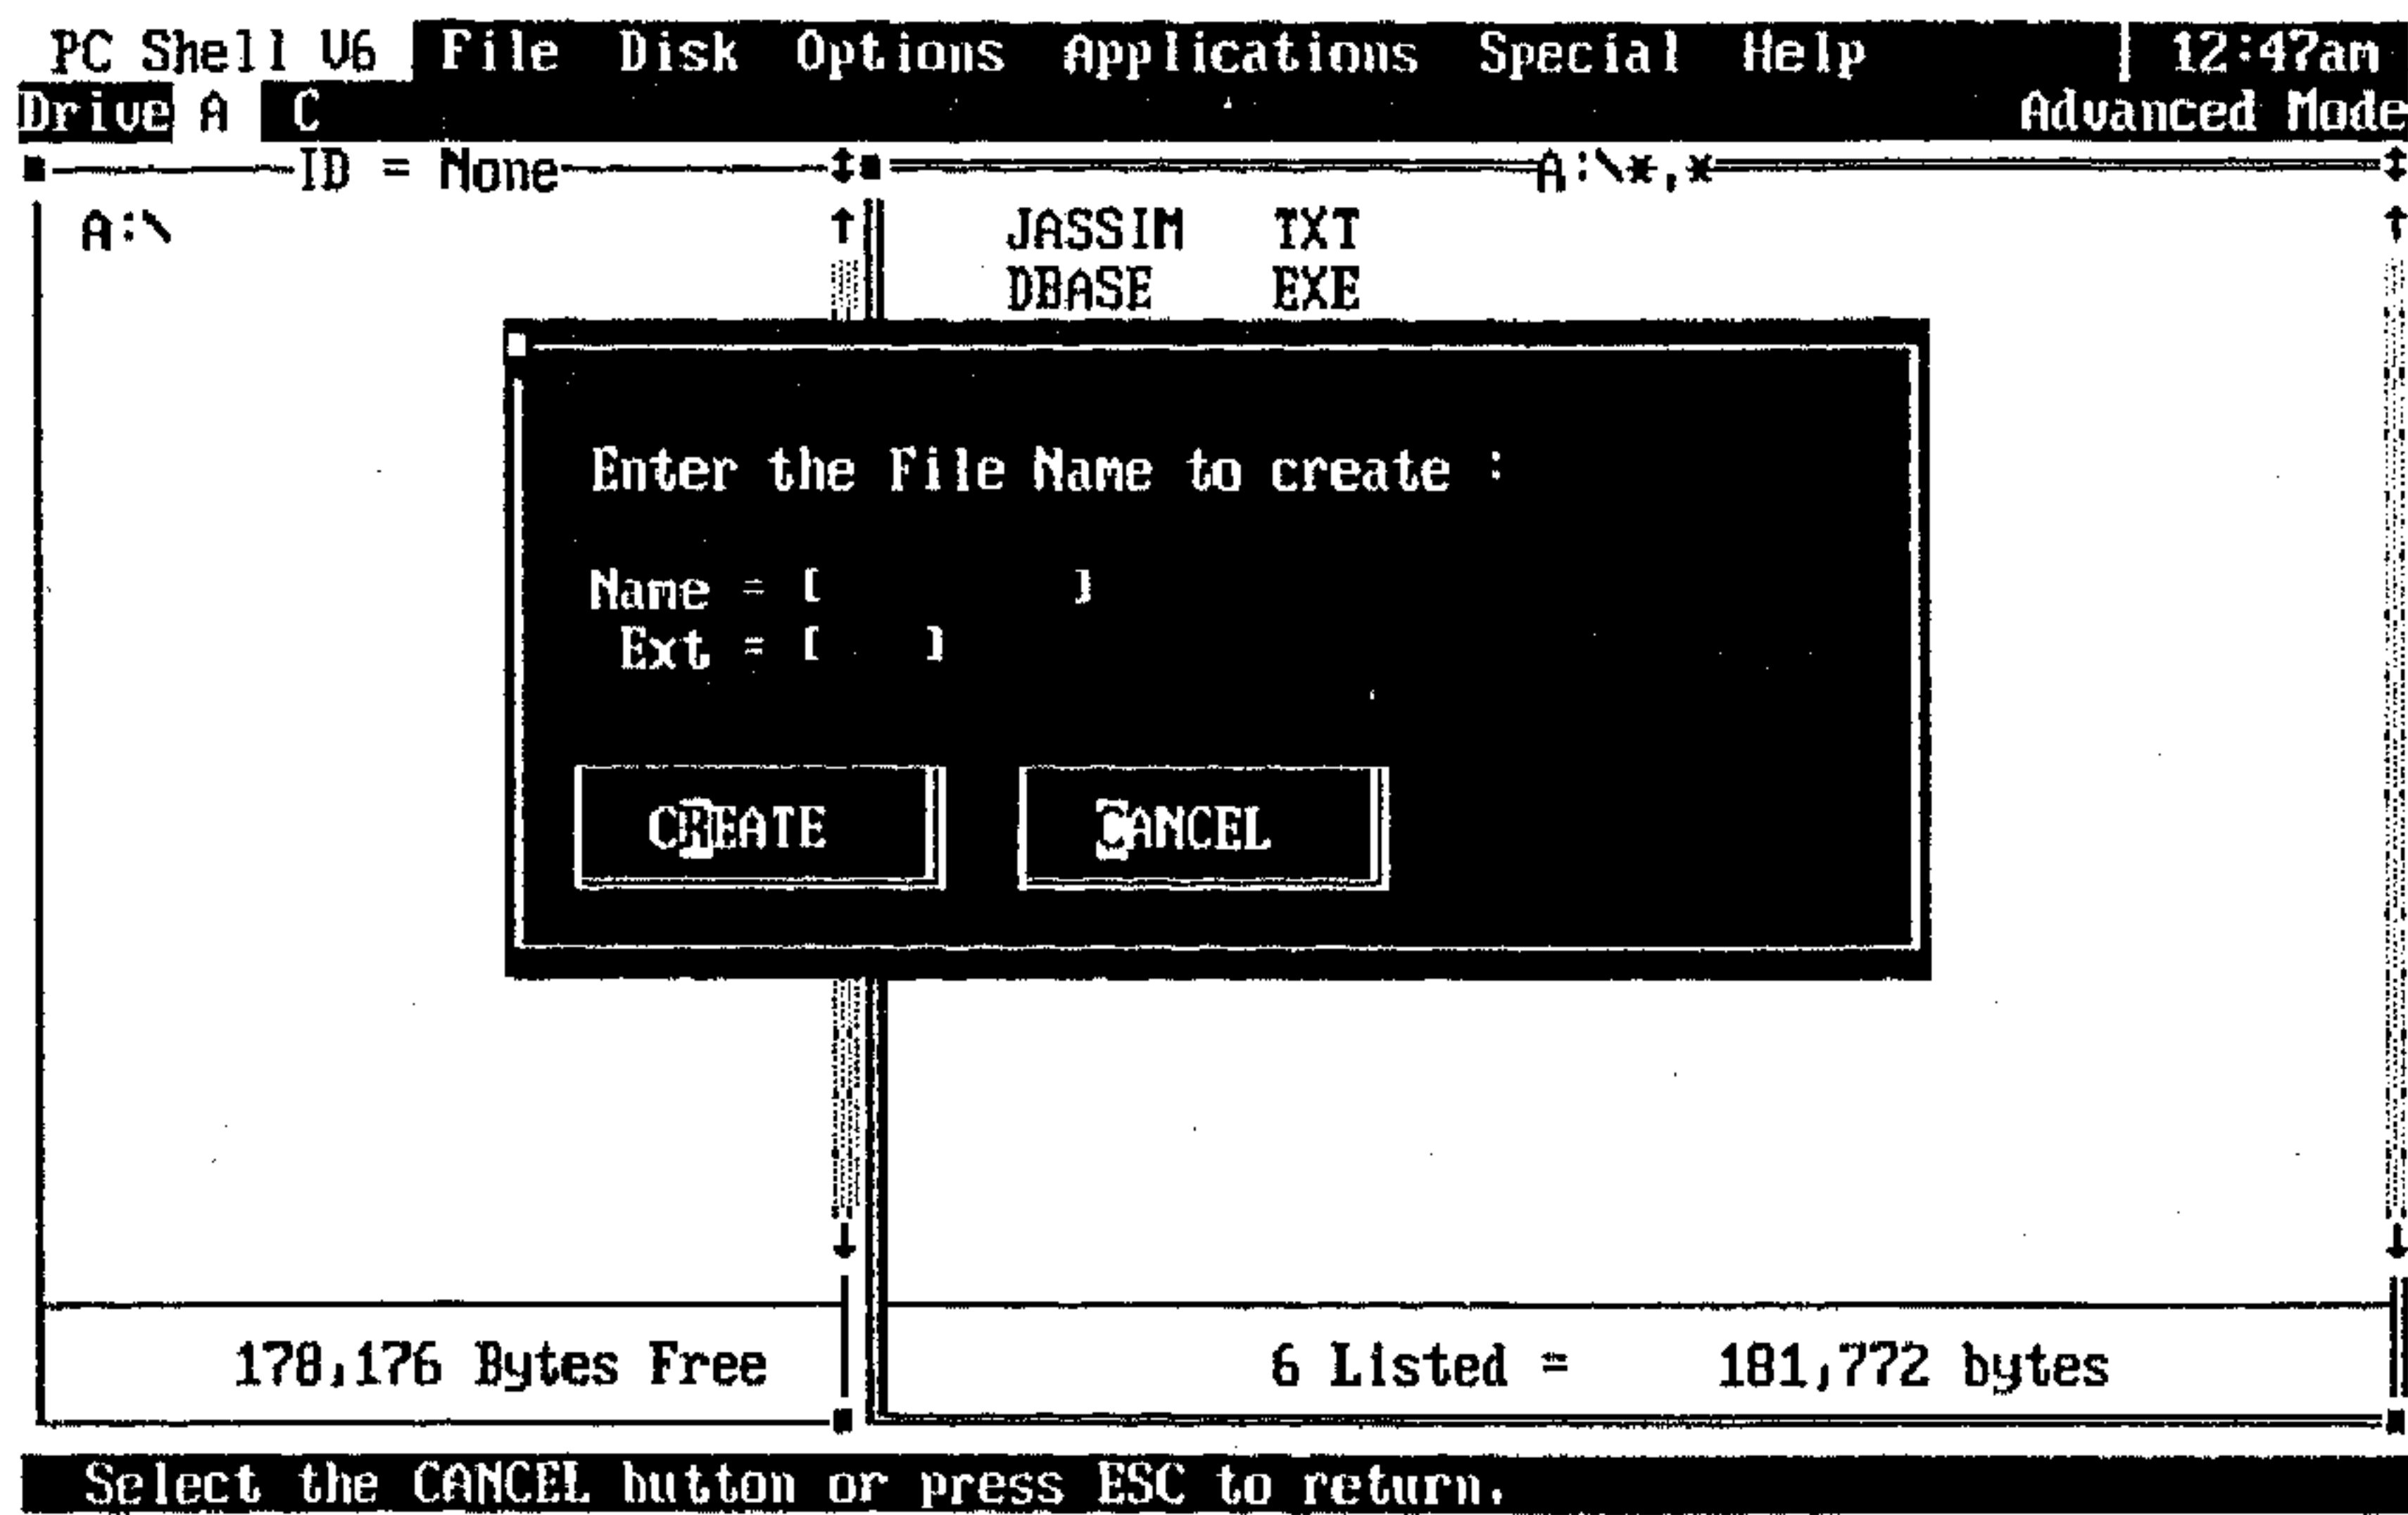 PC Shell V6 File Disk Options Applications Special Help | 12:47am
Drive A C Advanced Mode
ID = None A:\*,*
A:\ JASSIM TXT
DBASE EXE
Enter the File Name to create :
Name = [ ]
Ext = [ ]
CREATE CANCEL
178,176 Bytes Free 6 Listed = 181,772 bytes
Select the CANCEL button or press ESC to return.